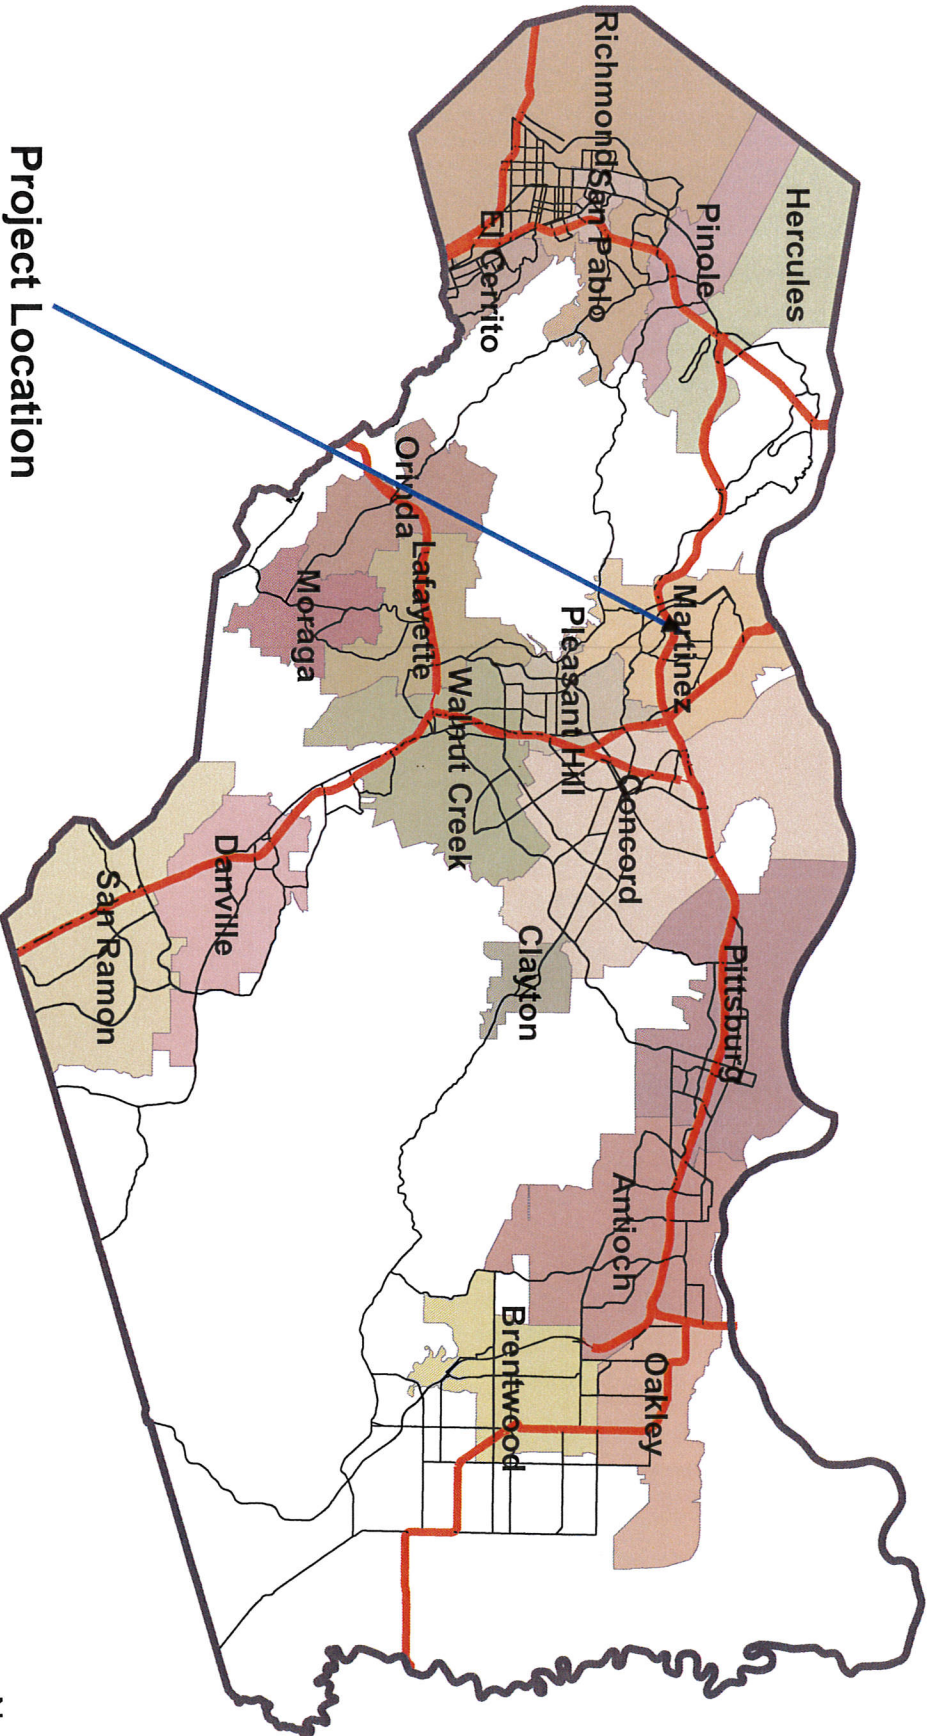 Richmond
San Pablo
El Cerrito
Pinole
Hercules
Martinez
Pleasant Hill
Concord
Orinda
Lafayette
Moraga
Walnut Creek
Clayton
Pittsburg
Antioch
Oakley
Brentwood
Danville
San Ramon
Project Location